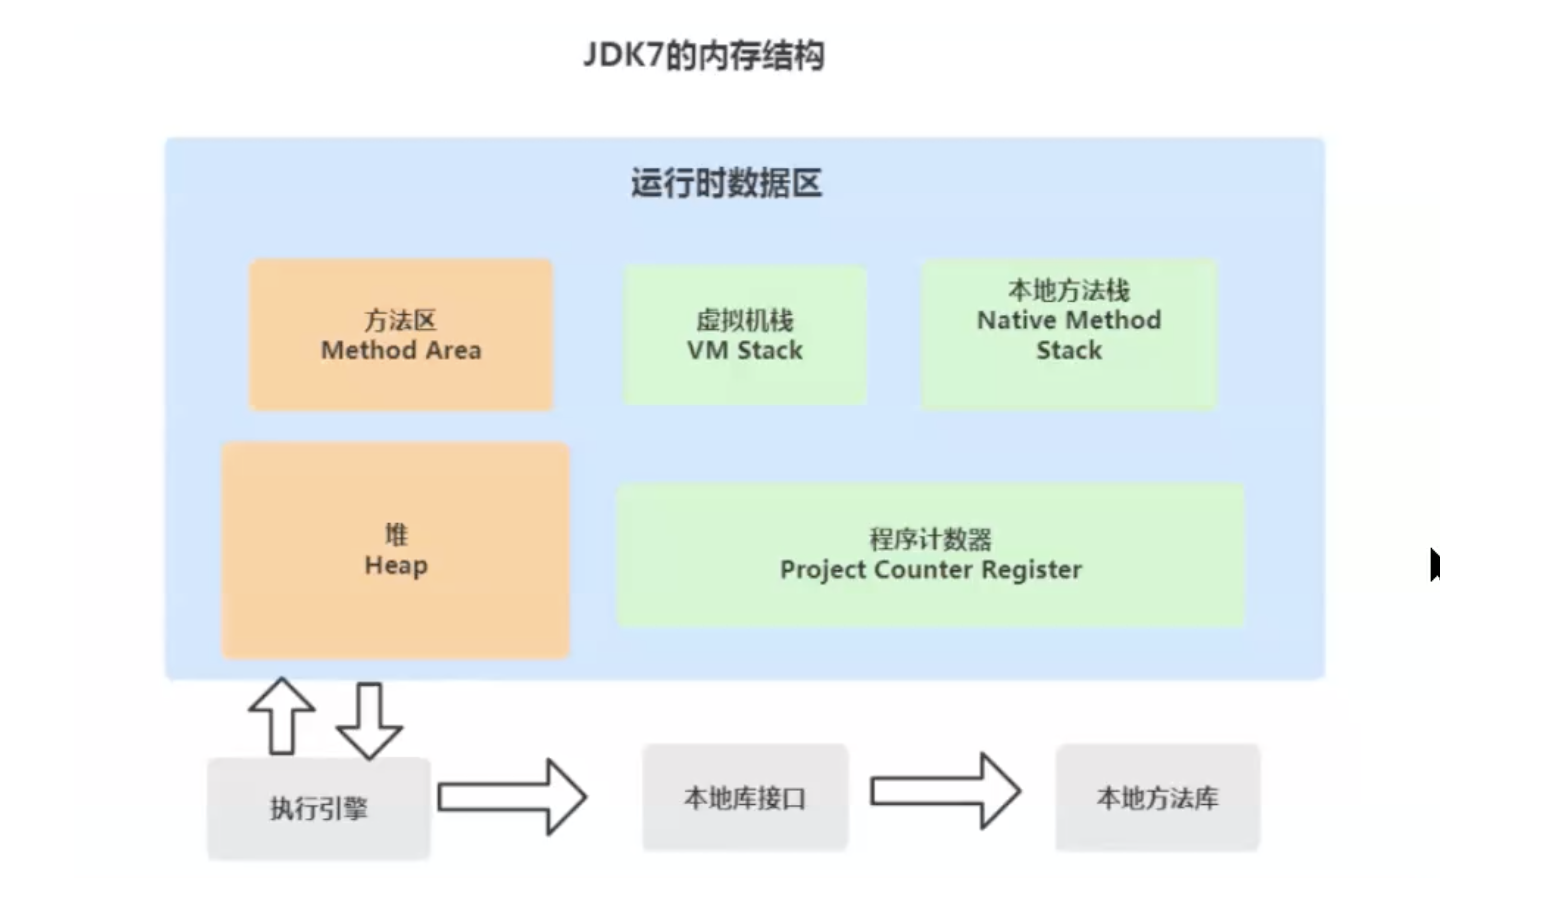 JDK7的内存结构
运行时数据区
方法区
Method Area
虚拟机栈
VM Stack
本地方法栈
Native Method
Stack
堆
Heap
程序计数器
Project Counter Register
执行引擎
本地库接口
本地方法库